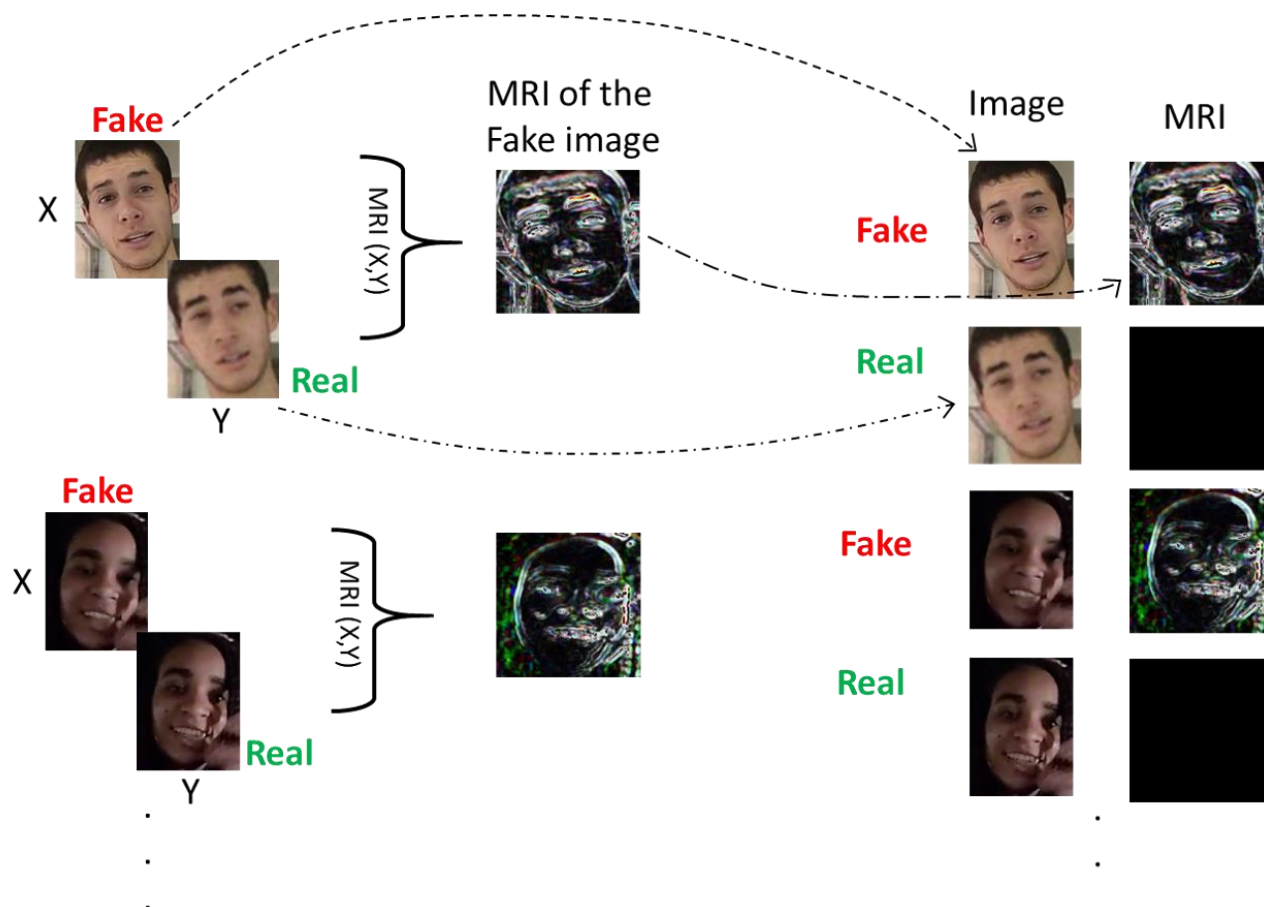 MRI of the
Fake image
Image
MRI
Fake
X
MRI (X,Y)
Fake
Real
Real
Y
Fake
X
MRI (X,Y)
Fake
Real
Real
Y